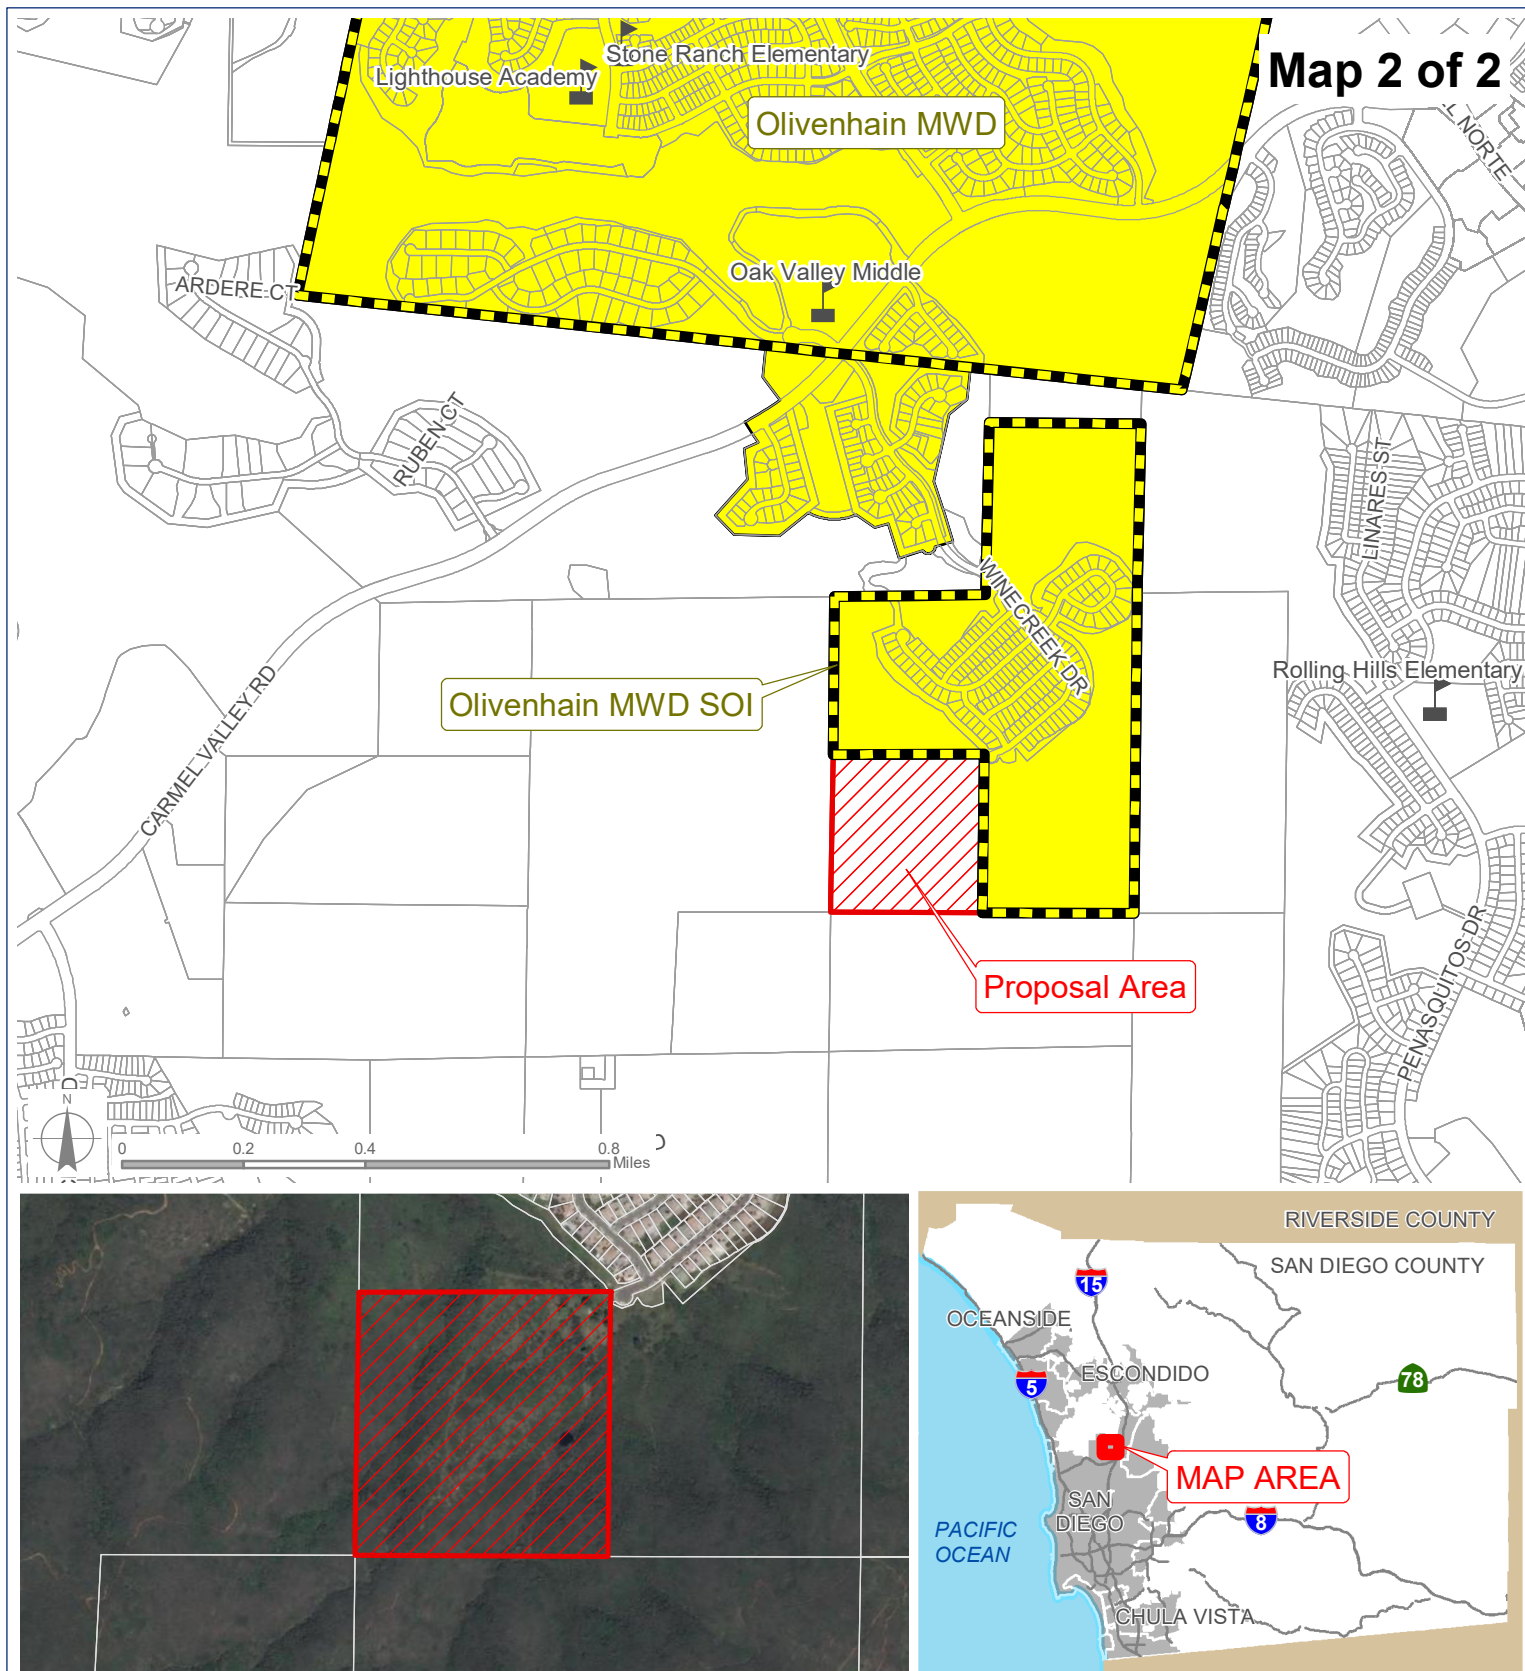 Map 2 of 2
Stone Ranch Elementary
Lighthouse Academy
Olivenhain MWD
L NORTE
Oak Valley Middle
ARDERE CT
RUBEN CT
LINARES ST
WINECREEK DR
Rolling Hills Elementary
Olivenhain MWD SOI
CARMEL VALLEY RD
Proposal Area
PENASQUITOS DR
D
N
0 0.2 0.4 0.8
Miles
RIVERSIDE COUNTY
SAN DIEGO COUNTY
15
OCEANSIDE
ESCONDIDO
5
78
MAP AREA
SAN
DIEGO
8
PACIFIC
OCEAN
CHULA VISTA